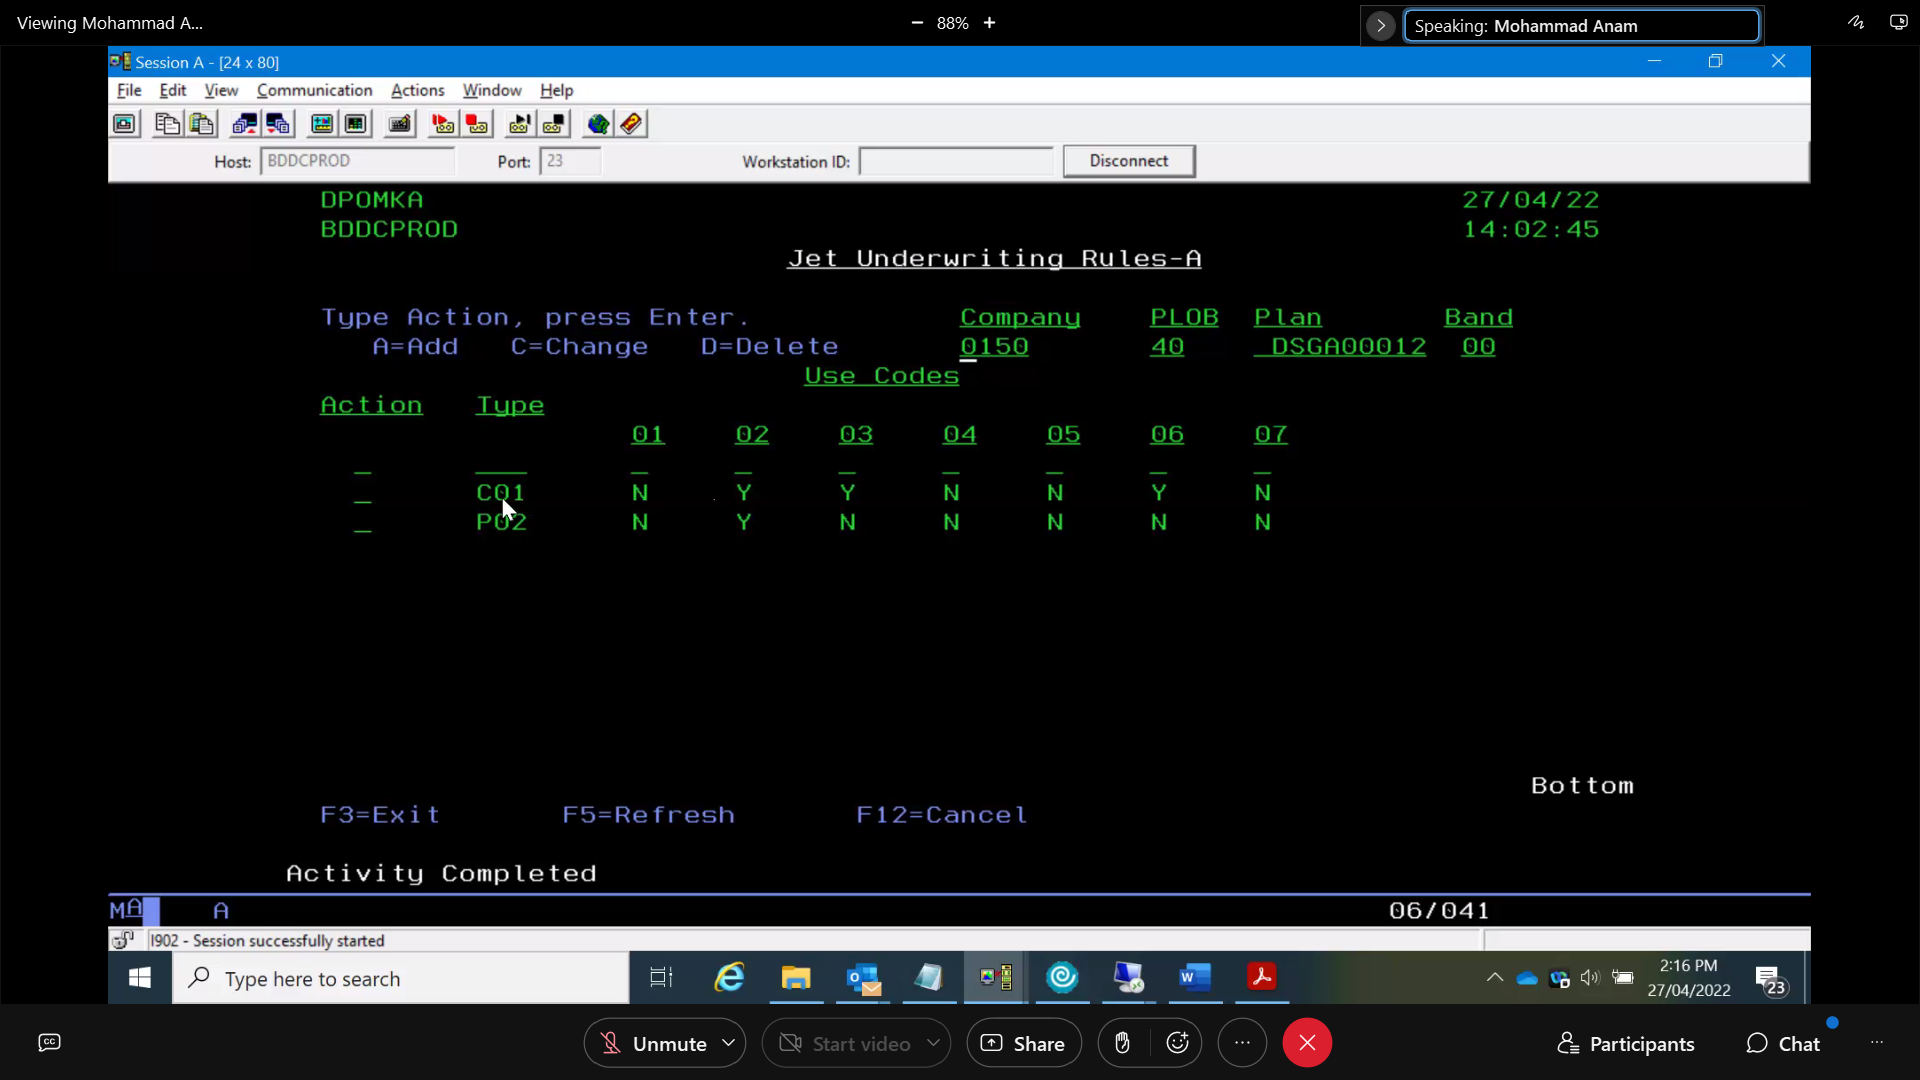 Viewing Mohammad A...
88%
Speaking: Mohammad Anam
Session A - [24 x 80]
File Edit View Communication Actions Window Help
Host: BDDCPROD Port: 23 Workstation ID: Disconnect
DPOMKA 27/04/22
BDDCPROD 14:02:45
Jet Underwriting Rules-A
Type Action, press Enter. Company PLOB Plan Band
A=Add C=Change D=Delete 0150 40 _DSGA00012 00
Use Codes
Action Type
01 02 03 04 05 06 07
_ ___ _ _ _ _ _ _ _
_ C01 N Y Y N N Y N
_ P02 N Y N N N N N
Bottom
F3=Exit F5=Refresh F12=Cancel
Activity Completed
MA A 06/041
I902 - Session successfully started
Type here to search
2:16 PM
27/04/2022
23
CC Unmute Start video Share Participants Chat